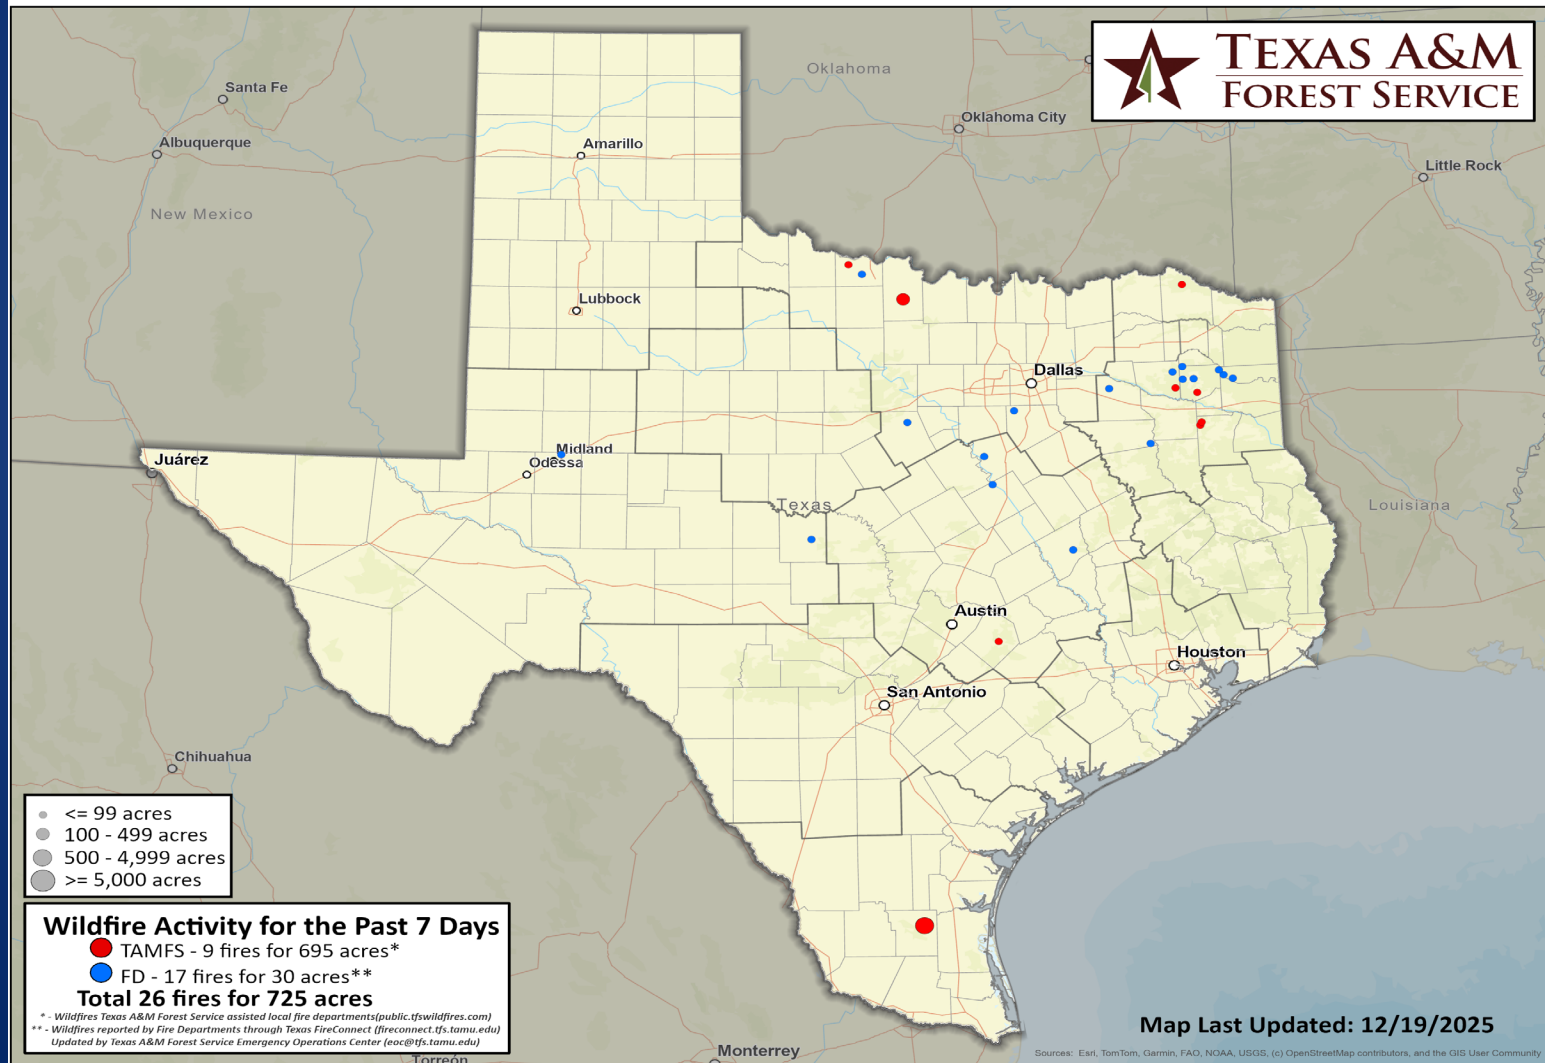 TEXAS A&M
FOREST SERVICE
Oklahoma
Santa Fe
Oklahoma City
Albuquerque
Amarillo
Little Rock
New Mexico
Lubbock
Dallas
Midland
Odessa
Juárez
Texas
Louisiana
Austin
Houston
San Antonio
Chihuahua
<= 99 acres
100 - 499 acres
500 - 4,999 acres
>= 5,000 acres
Wildfire Activity for the Past 7 Days
TAMFS - 9 fires for 695 acres*
FD - 17 fires for 30 acres**
Total 26 fires for 725 acres
* - Wildfires Texas A&M Forest Service assisted local fire departments(public.tfswildfires.com)
** - Wildfires reported by Fire Departments through Texas FireConnect (fireconnect.tfs.tamu.edu)
Updated by Texas A&M Forest Service Emergency Operations Center (eoc@tfs.tamu.edu)
Map Last Updated: 12/19/2025
Monterrey
Torreón
Sources: Esri, TomTom, Garmin, FAO, NOAA, USGS, (c) OpenStreetMap contributors, and the GIS User Community